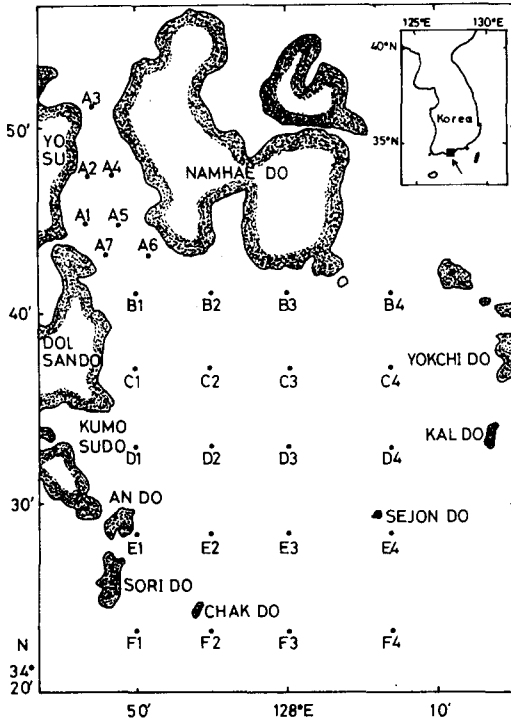 125°E 130°E
40°N
Korea
35°N
A3
50'
YO
SU
A2 A4
NAMHAE DO
A1 A5
A7 A6
B1 B2 B3 B4
40'
DOL
SANDO
YOKCHI DO
C1 C2 C3 C4
KUMO
SUDO
KAL DO
D1 D2 D3 D4
30'
AN DO
SEJON DO
E1 E2 E3 E4
SORI DO
CHAK DO
F1 F2 F3 F4
N
34°
20'
50' 128°E 10'